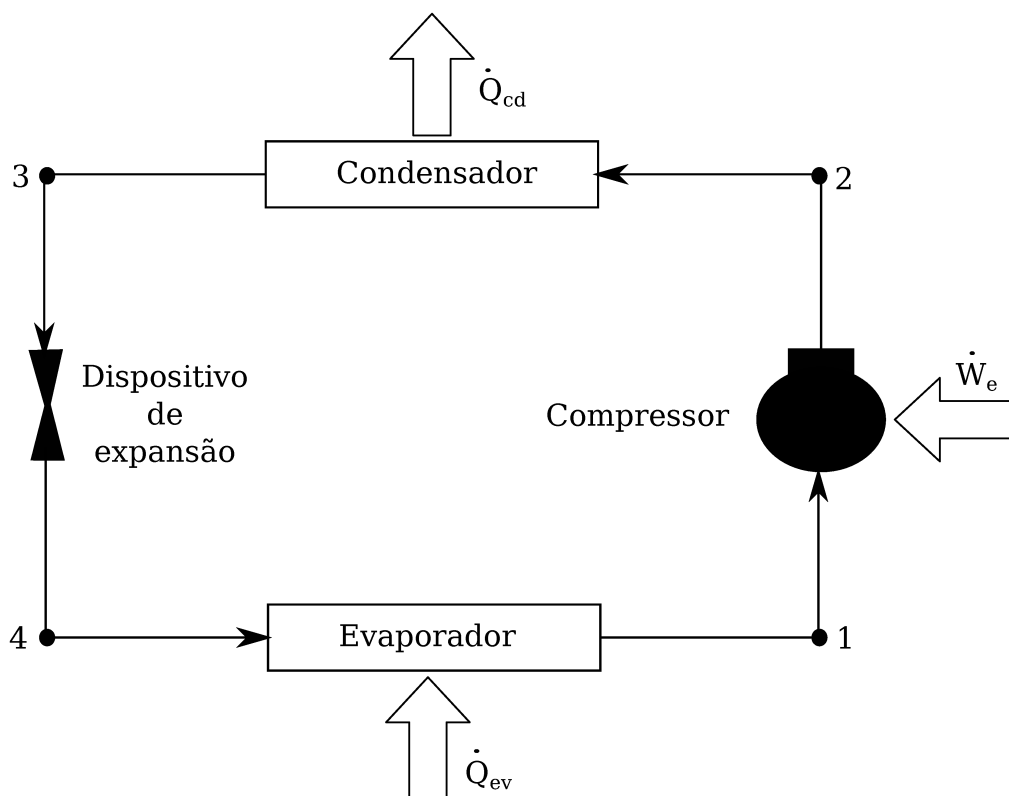 Q̇cd
3
Condensador
2
Dispositivo
de
expansão
Compressor
Ẇe
4
Evaporador
1
Q̇ev